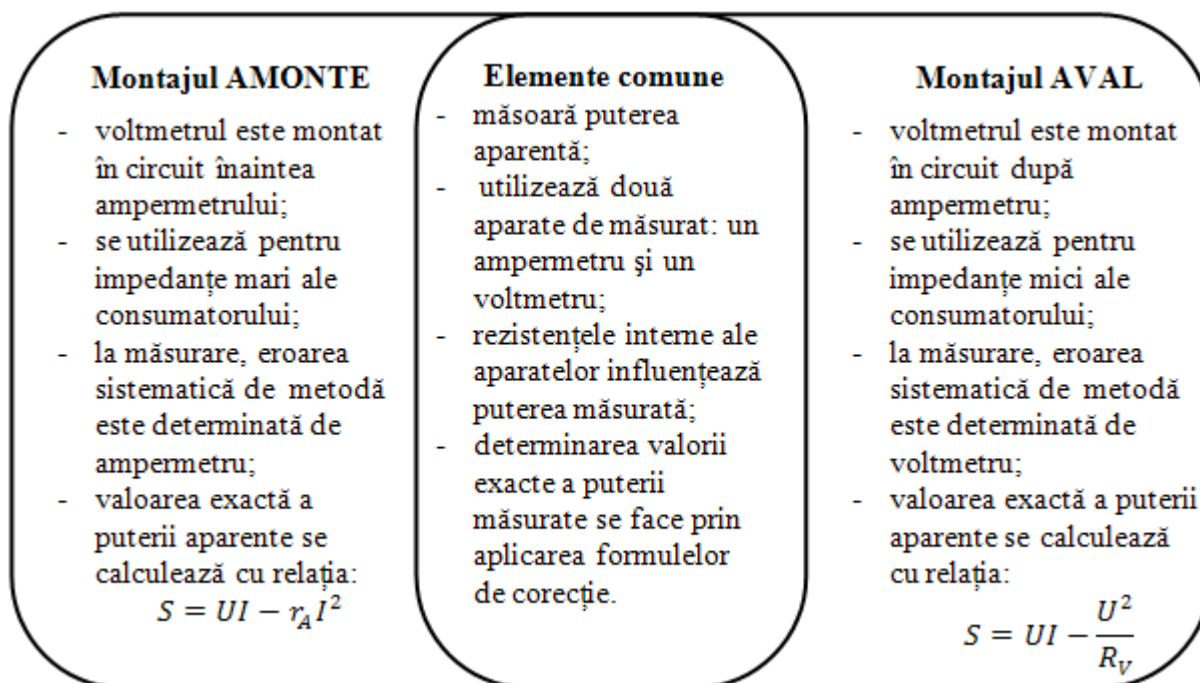 Montajul AMONTE
- voltmetrul este montat
în circuit înaintea
ampermetrului;
- se utilizează pentru
impedanțe mari ale
consumatorului;
- la măsurare, eroarea
sistematică de metodă
este determinată de
ampermetru;
- valoarea exactă a
puterii aparente se
calculează cu relația:
S = UI − r_A I²
Elemente comune
- măsoară puterea
aparentă;
- utilizează două
aparate de măsurat: un
ampermetru şi un
voltmetru;
- rezistențele interne ale
aparatelor influențează
puterea măsurată;
- determinarea valorii
exacte a puterii
măsurate se face prin
aplicarea formulelor
de corecție.
Montajul AVAL
- voltmetrul este montat
în circuit după
ampermetru;
- se utilizează pentru
impedanțe mici ale
consumatorului;
- la măsurare, eroarea
sistematică de metodă
este determinată de
voltmetru;
- valoarea exactă a puterii
aparente se calculează
cu relația:
S = UI − U²/R_V